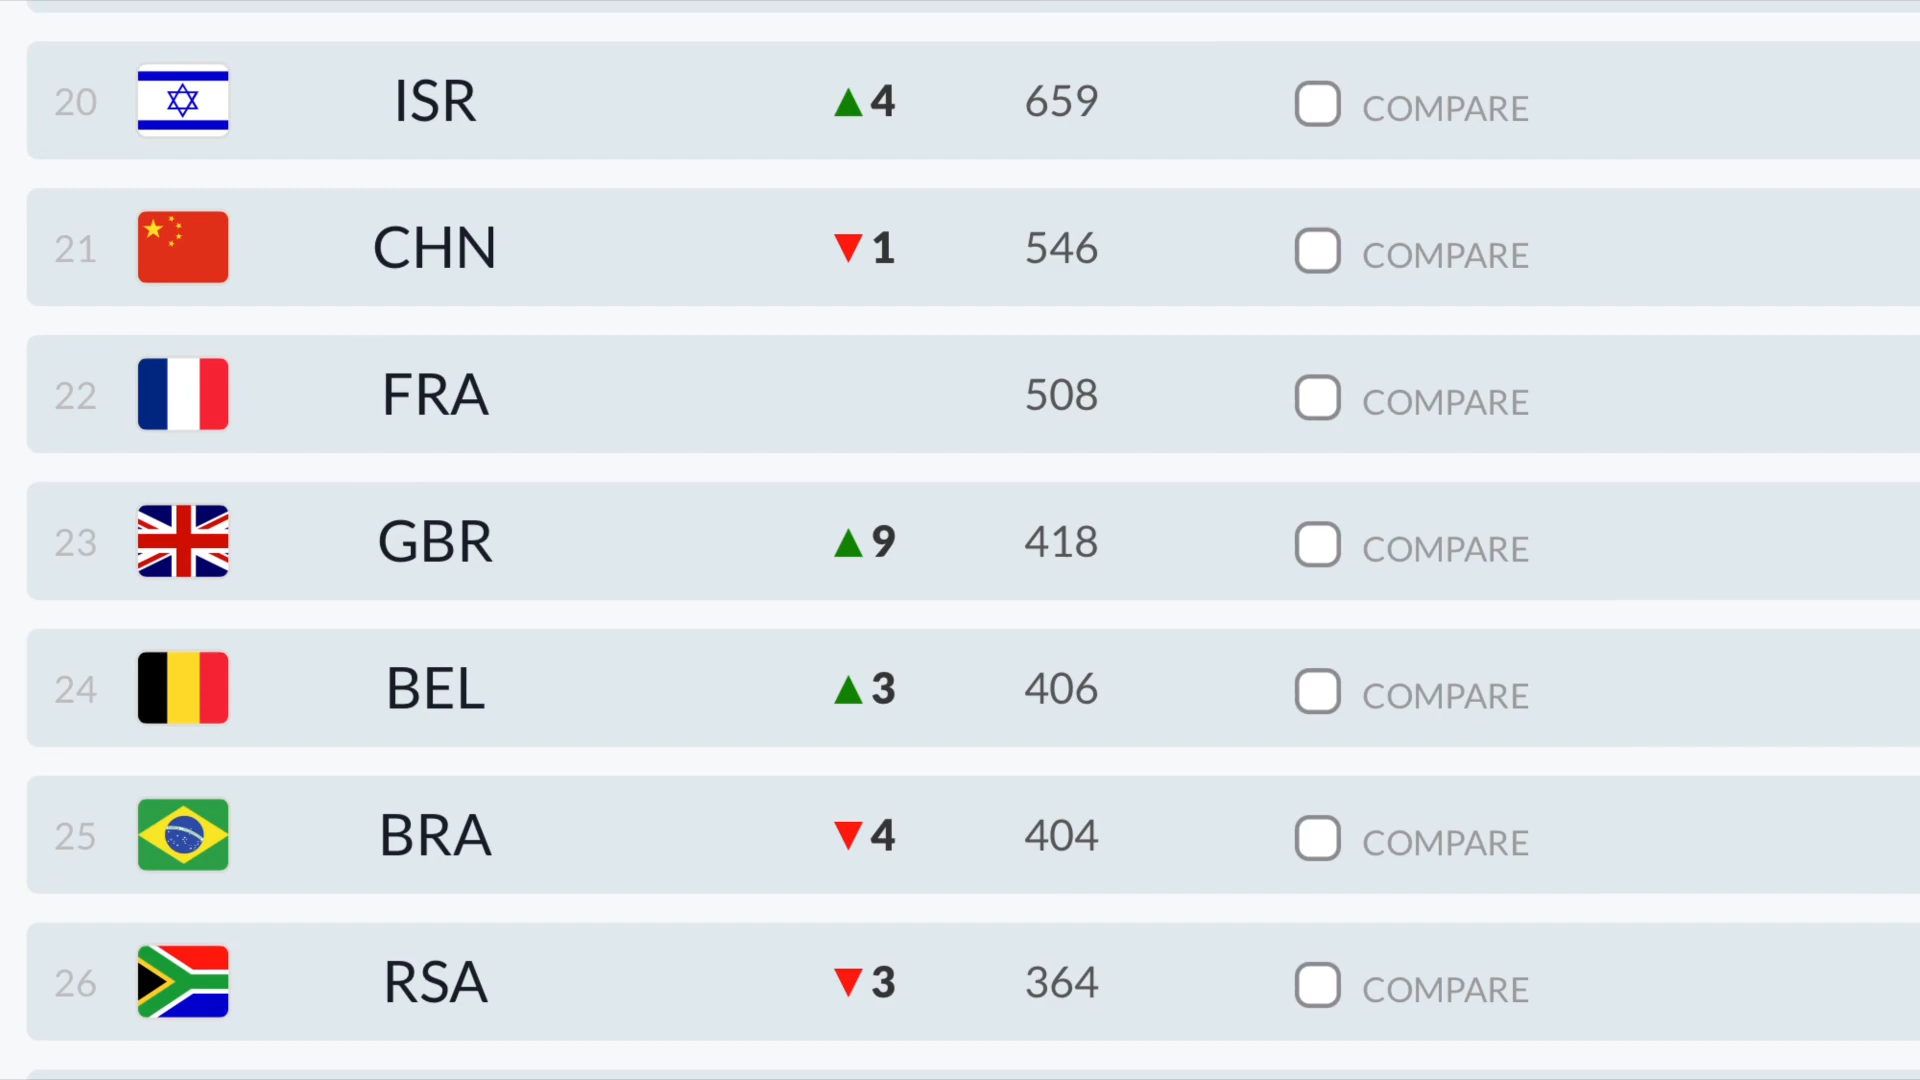 20 ISR ▲4 659 COMPARE
21 CHN ▼1 546 COMPARE
22 FRA 508 COMPARE
23 GBR ▲9 418 COMPARE
24 BEL ▲3 406 COMPARE
25 BRA ▼4 404 COMPARE
26 RSA ▼3 364 COMPARE